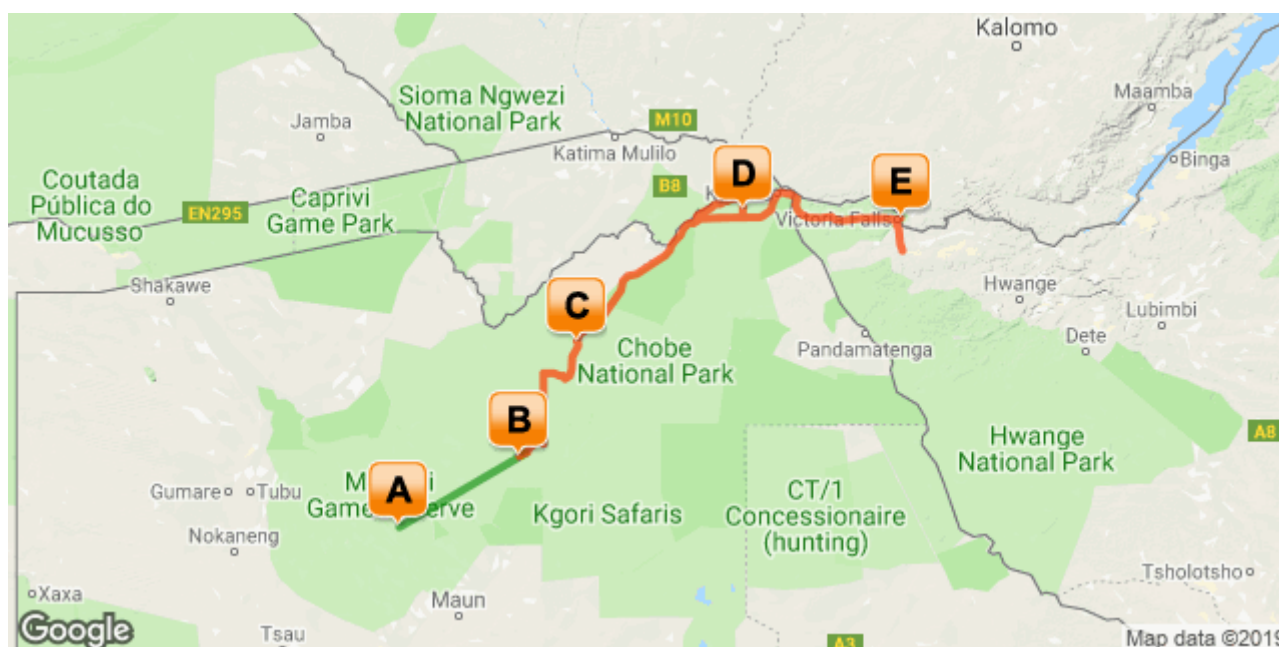 Kalomo
Sioma Ngwezi
National Park
Maamba
Jamba
M10
Katima Mulilo
Binga
Coutada
Pública do
Mucusso
Caprivi
Game Park
EN295
B8
K
D
E
Victoria Falls
Shakawe
C
Hwange
Lubimbi
Dete
Pandamatenga
Chobe
National Park
B
A8
Hwange
National Park
M
A
i
Game
erve
Gumare
Tubu
Nokaneng
Kgori Safaris
CT/1
Concessionaire
(hunting)
Tsholotsho
Xaxa
Maun
Google
Tsau
A3
Map data ©2019